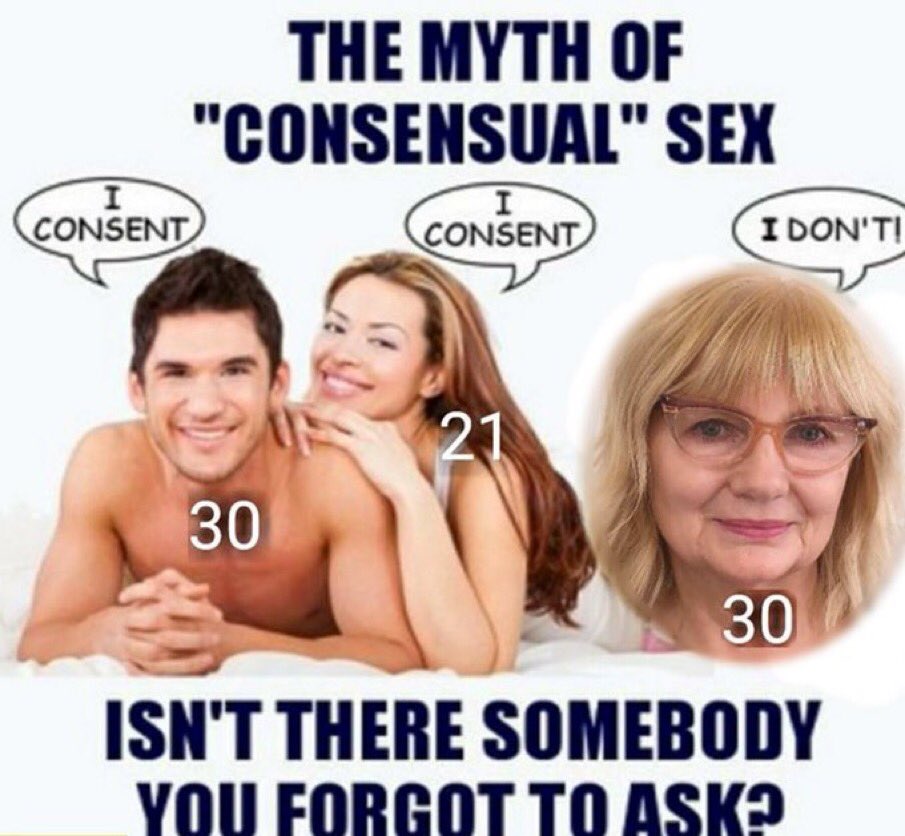 THE MYTH OF
"CONSENSUAL" SEX
I
CONSENT
I
CONSENT
I DON'T!
21
30
30
ISN'T THERE SOMEBODY
YOU FORGOT TO ASK?